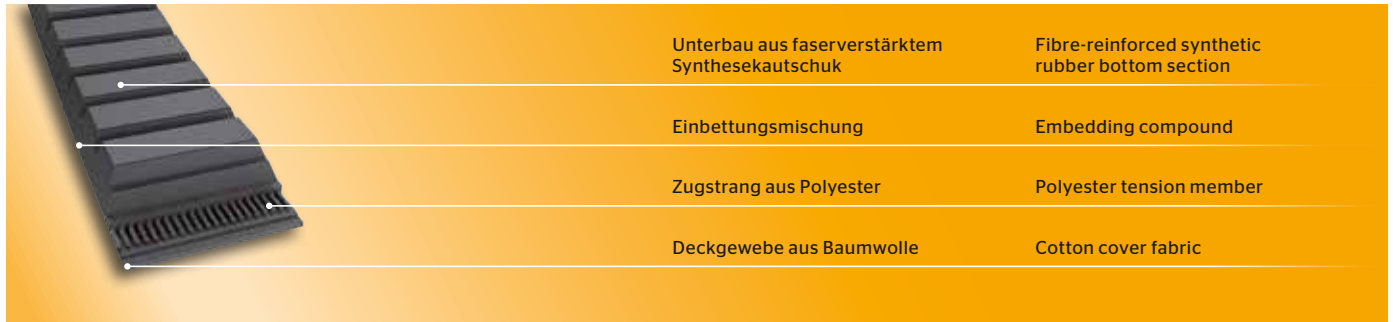 Unterbau aus faserverstärktem
Synthesekautschuk
Fibre-reinforced synthetic
rubber bottom section
Einbettungsmischung
Embedding compound
Zugstrang aus Polyester
Polyester tension member
Deckgewebe aus Baumwolle
Cotton cover fabric